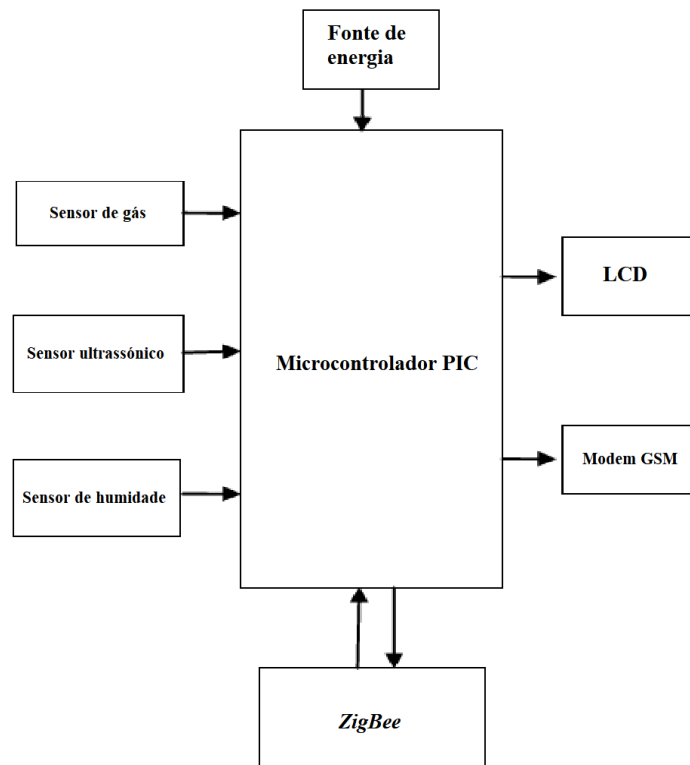 Fonte de
energia
Sensor de gás
LCD
Sensor ultrassónico
Microcontrolador PIC
Modem GSM
Sensor de humidade
ZigBee